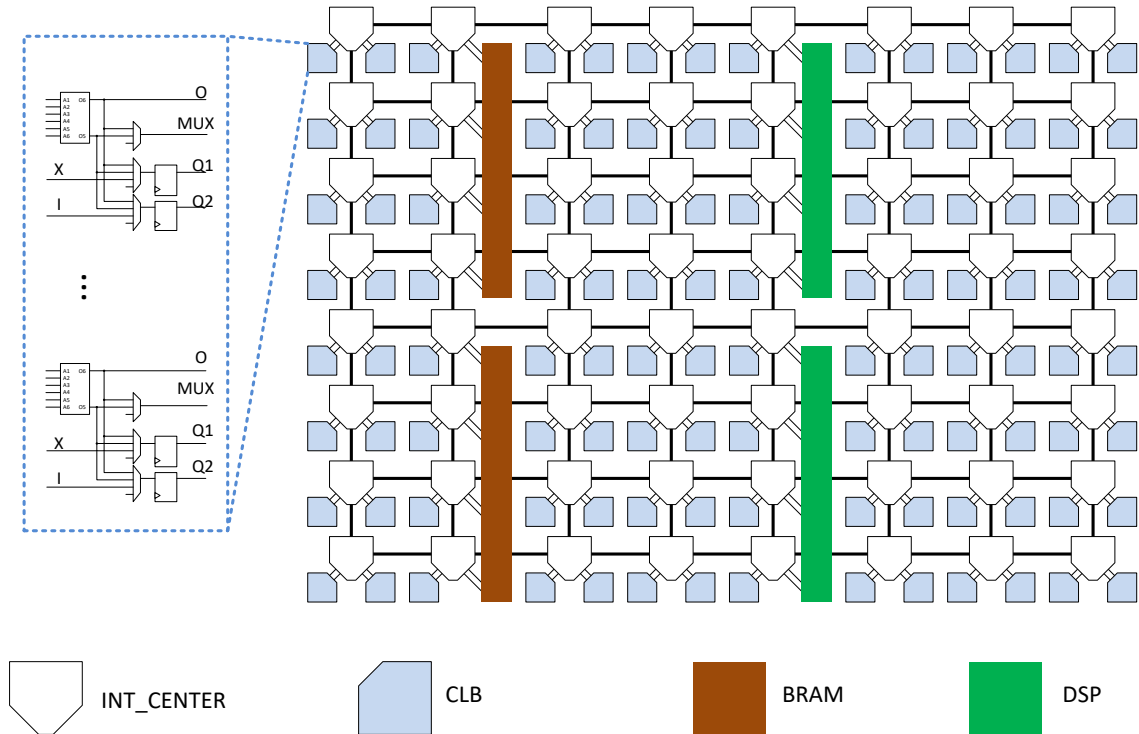 O
A1 O6
A2
A3
A4
A5
A6 O5
MUX
X
Q1
I
Q2
⋮
O
A1 O6
A2
A3
A4
A5
A6 O5
MUX
X
Q1
I
Q2
INT_CENTER
CLB
BRAM
DSP